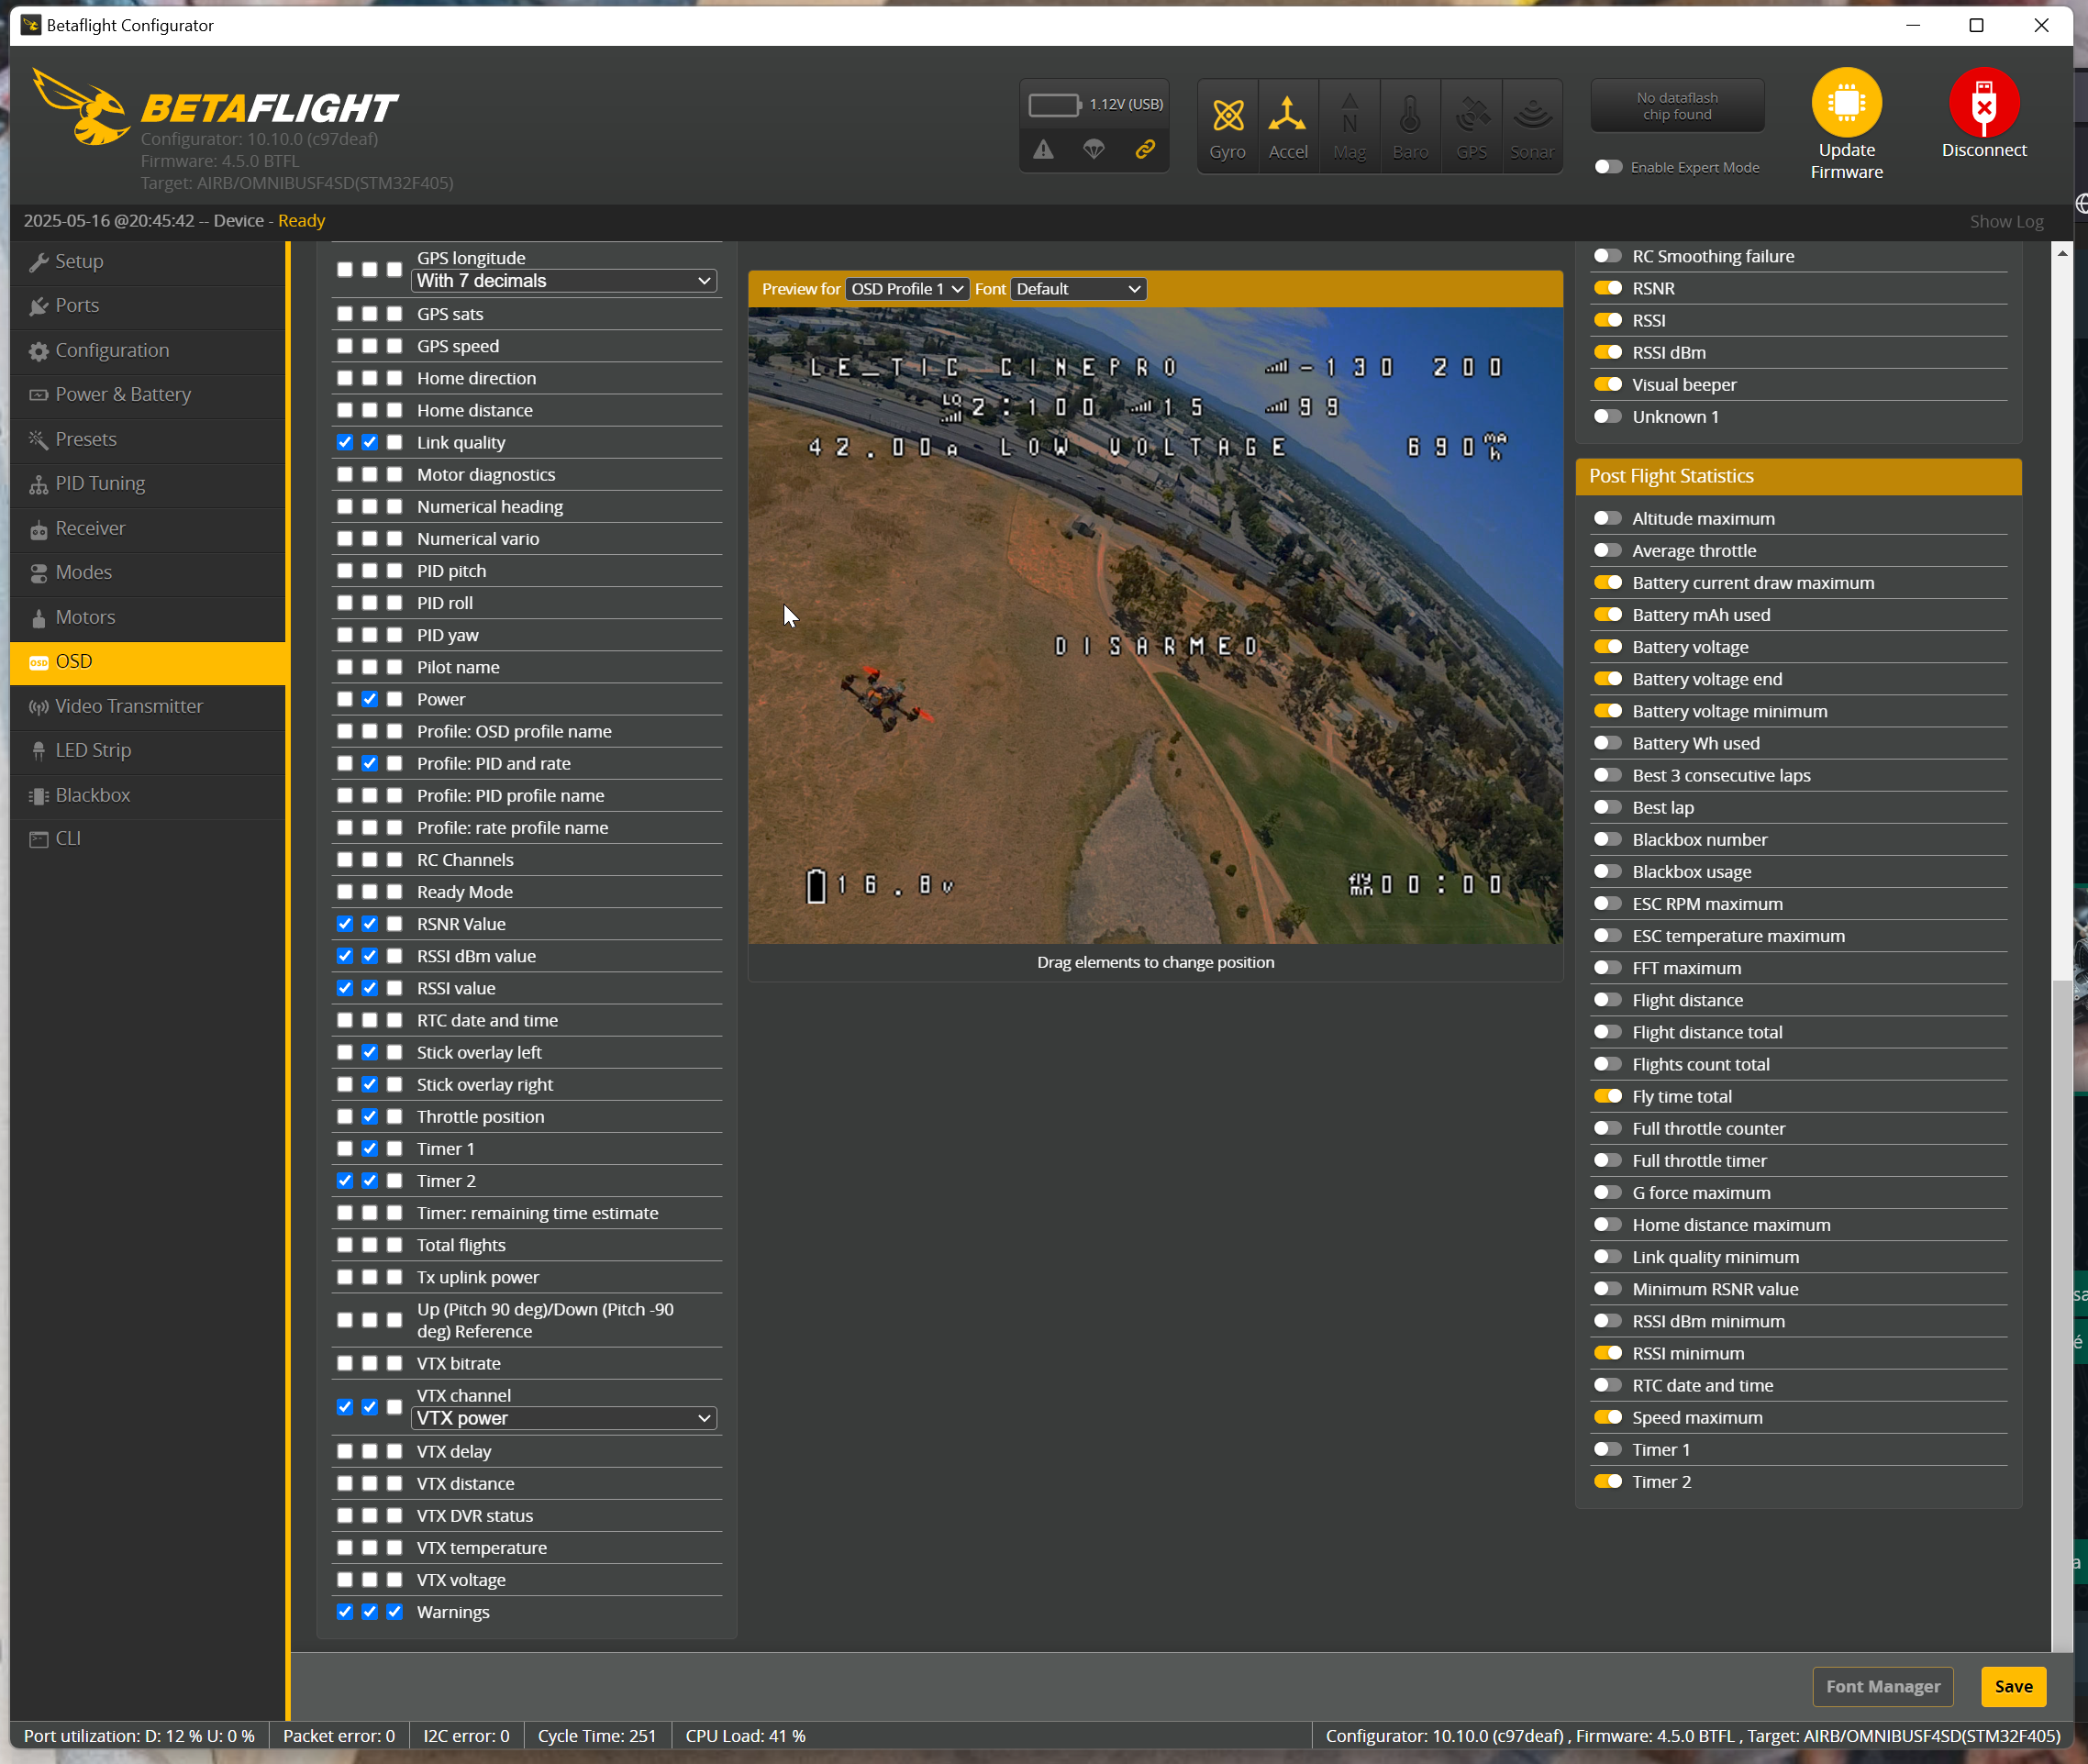 Betaflight Configurator
BETAFLIGHT
Configurator: 10.10.0 (c97deaf)
Firmware: 4.5.0 BTFL
Target: AIRB/OMNIBUSF4SD(STM32F405)
1.12V (USB)
Gyro
Accel
Mag
Baro
GPS
Sonar
No dataflash
chip found
Enable Expert Mode
Update
Firmware
Disconnect
2025-05-16 @20:45:42 -- Device - Ready
Show Log
Setup
Ports
Configuration
Power & Battery
Presets
PID Tuning
Receiver
Modes
Motors
OSD
Video Transmitter
LED Strip
Blackbox
CLI
GPS longitude
With 7 decimals
GPS sats
GPS speed
Home direction
Home distance
Link quality
Motor diagnostics
Numerical heading
Numerical vario
PID pitch
PID roll
PID yaw
Pilot name
Power
Profile: OSD profile name
Profile: PID and rate
Profile: PID profile name
Profile: rate profile name
RC Channels
Ready Mode
RSNR Value
RSSI dBm value
RSSI value
RTC date and time
Stick overlay left
Stick overlay right
Throttle position
Timer 1
Timer 2
Timer: remaining time estimate
Total flights
Tx uplink power
Up (Pitch 90 deg)/Down (Pitch -90
deg) Reference
VTX bitrate
VTX channel
VTX power
VTX delay
VTX distance
VTX DVR status
VTX temperature
VTX voltage
Warnings
Preview for OSD Profile 1 Font Default
LE_TIC CINEPRO -130 200
LQ 2:100 15 99
42.00A LOW VOLTAGE 690 MAh
DISARMED
16.8V fly mn 00:00
Drag elements to change position
RC Smoothing failure
RSNR
RSSI
RSSI dBm
Visual beeper
Unknown 1
Post Flight Statistics
Altitude maximum
Average throttle
Battery current draw maximum
Battery mAh used
Battery voltage
Battery voltage end
Battery voltage minimum
Battery Wh used
Best 3 consecutive laps
Best lap
Blackbox number
Blackbox usage
ESC RPM maximum
ESC temperature maximum
FFT maximum
Flight distance
Flight distance total
Flights count total
Fly time total
Full throttle counter
Full throttle timer
G force maximum
Home distance maximum
Link quality minimum
Minimum RSNR value
RSSI dBm minimum
RSSI minimum
RTC date and time
Speed maximum
Timer 1
Timer 2
Font Manager
Save
Port utilization: D: 12 % U: 0 %
Packet error: 0
I2C error: 0
Cycle Time: 251
CPU Load: 41 %
Configurator: 10.10.0 (c97deaf) , Firmware: 4.5.0 BTFL , Target: AIRB/OMNIBUSF4SD(STM32F405)